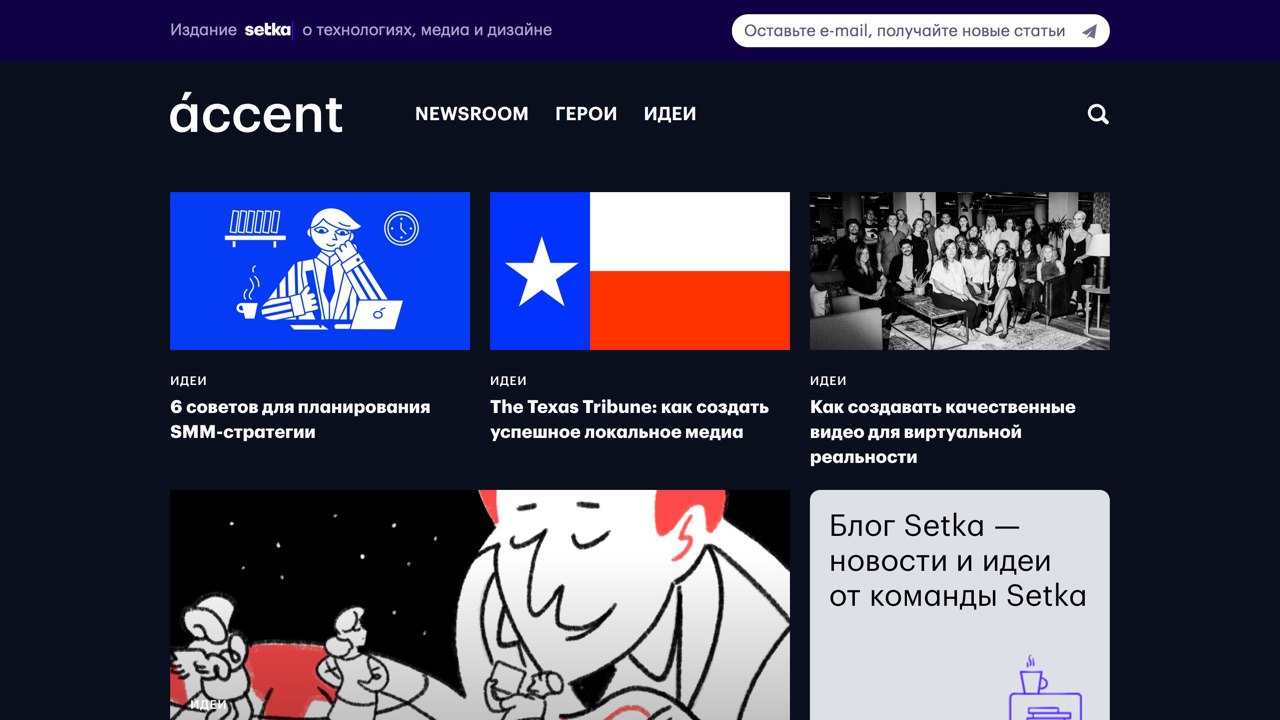 Издание setka о технологиях, медиа и дизайне
Оставьте e-mail, получайте новые статьи
áccent
NEWSROOM ГЕРОИ ИДЕИ
ИДЕИ
6 советов для планирования
SMM-стратегии
ИДЕИ
The Texas Tribune: как создать
успешное локальное медиа
ИДЕИ
Как создавать качественные
видео для виртуальной
реальности
ИДЕИ
Блог Setka —
новости и идеи
от команды Setka